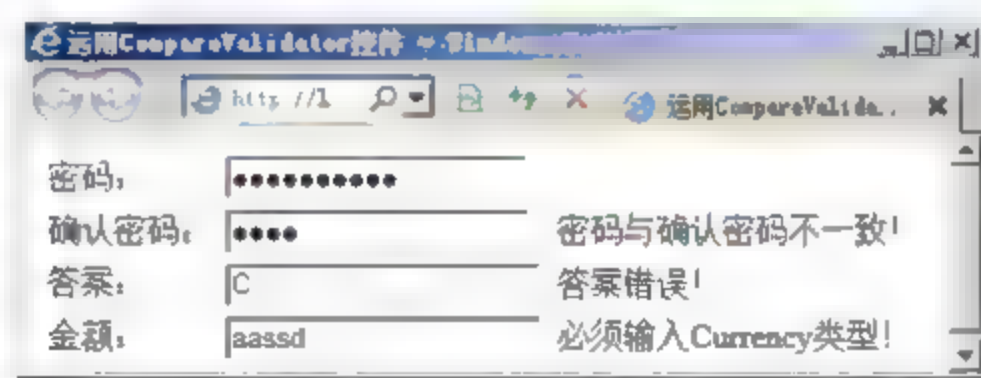 运用CompareValidator控件 - Windo
http://l
运用CompareValida..
密码： ●●●●●●●●●●
确认密码： ●●●● 密码与确认密码不一致！
答案： C 答案错误！
金额： aassd 必须输入Currency类型！